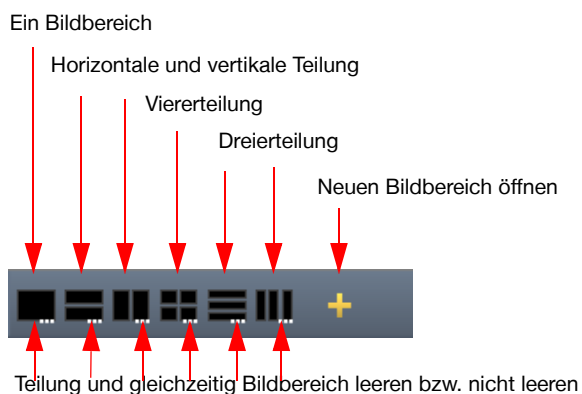 Ein Bildbereich
Horizontale und vertikale Teilung
Viererteilung
Dreierteilung
Neuen Bildbereich öffnen
Teilung und gleichzeitig Bildbereich leeren bzw. nicht leeren